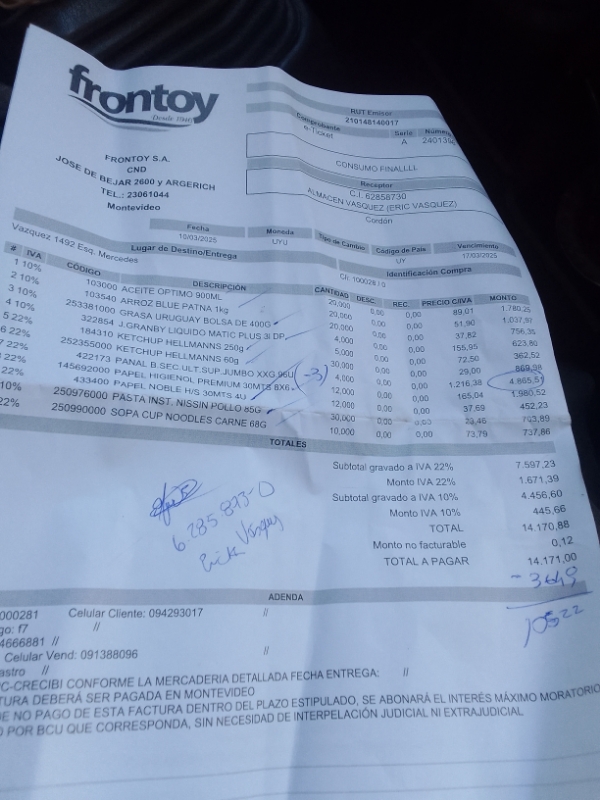 frontoy
Desde 1940
FRONTOY S.A.
CND
JOSE DE BEJAR 2600 y ARGERICH
TEL.: 23061044
Montevideo
RUT Emisor
210148140017
Comprobante Serie Número
e-Ticket A 240139
CONSUMO FINALLLL
Receptor
C.I. 62858730
ALMACEN VASQUEZ (ERIC VASQUEZ)
Cordón
Fecha Moneda Tipo de Cambio Código de País Vencimiento
10/03/2025 UYU UY 17/03/2025
Lugar de Destino/Entrega Identificación Compra
Vazquez 1492 Esq. Mercedes
# IVA CÓDIGO DESCRIPCIÓN CANTIDAD DESC. REC. PRECIO C/IVA MONTO
1 10% 103000 ACEITE OPTIMO 900ML 20,000 0,00 0,00 89,01 1.780,25
2 10% 103540 ARROZ BLUE PATNA 1kg 20,000 0,00 0,00 51,90 1.037,97
3 10% 253381000 GRASA URUGUAY BOLSA DE 400G 20,000 0,00 0,00 37,82 756,35
4 10% 322854 J.GRANBY LIQUIDO MATIC PLUS 3l DP 4,000 0,00 0,00 155,95 623,80
5 22% 184310 KETCHUP HELLMANNS 250g 5,000 0,00 0,00 72,50 362,52
6 22% 252355000 KETCHUP HELLMANNS 60g 30,000 0,00 0,00 29,00 869,98
7 22% 422173 PANAL B.SEC.ULT.SUP.JUMBO XXG 96U (-3) 4,000 0,00 0,00 1.216,38 4.865,51
22% 145692000 PAPEL HIGIENOL PREMIUM 30MTS 8X6 12,000 0,00 0,00 165,04 1.980,52
22% 433400 PAPEL NOBLE H/S 30MTS 4U 12,000 0,00 0,00 37,69 452,23
10% 250976000 PASTA INST. NISSIN POLLO 85G 30,000 0,00 0,00 23,46 703,89
22% 250990000 SOPA CUP NOODLES CARNE 68G 10,000 0,00 0,00 73,79 737,86
TOTALES
Subtotal gravado a IVA 22% 7.597,23
Monto IVA 22% 1.671,39
Subtotal gravado a IVA 10% 4.456,60
Monto IVA 10% 445,66
TOTAL 14.170,88
Monto no facturable 0,12
TOTAL A PAGAR 14.171,00
6.285.873-0
Erick Vasquez
- 3649
10522
ADENDA
000281 Celular Cliente: 094293017 //
go: f7 //
4666881 //
Celular Vend: 091388096 //
astro //
C-CRECIBI CONFORME LA MERCADERIA DETALLADA FECHA ENTREGA: //
TURA DEBERÁ SER PAGADA EN MONTEVIDEO
E NO PAGO DE ESTA FACTURA DENTRO DEL PLAZO ESTIPULADO, SE ABONARÁ EL INTERÉS MÁXIMO MORATORIO
O POR BCU QUE CORRESPONDA, SIN NECESIDAD DE INTERPELACIÓN JUDICIAL NI EXTRAJUDICIAL